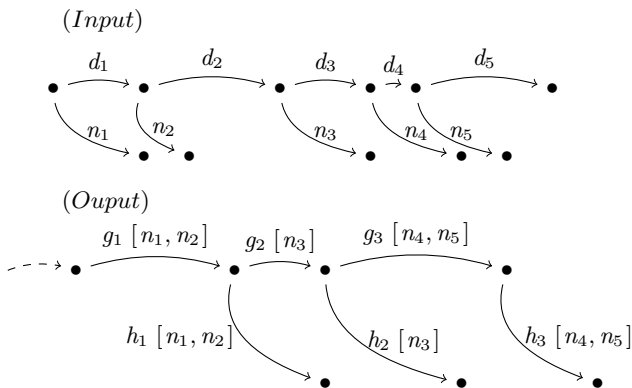 (Input)
d₁ d₂ d₃ d₄ d₅
n₁ n₂ n₃ n₄ n₅
(Ouput)
g₁ [n₁, n₂] g₂ [n₃] g₃ [n₄, n₅]
h₁ [n₁, n₂] h₂ [n₃] h₃ [n₄, n₅]